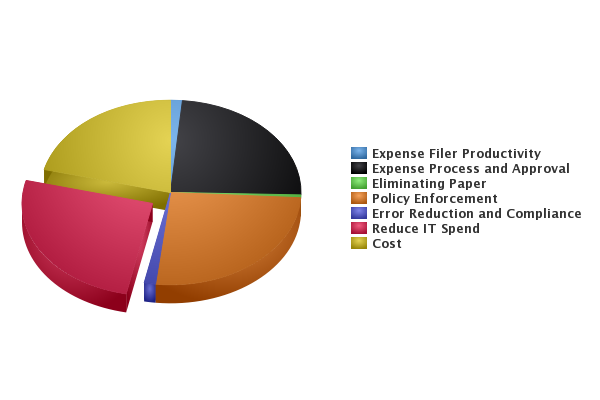 Expense Filer Productivity
Expense Process and Approval
Eliminating Paper
Policy Enforcement
Error Reduction and Compliance
Reduce IT Spend
Cost